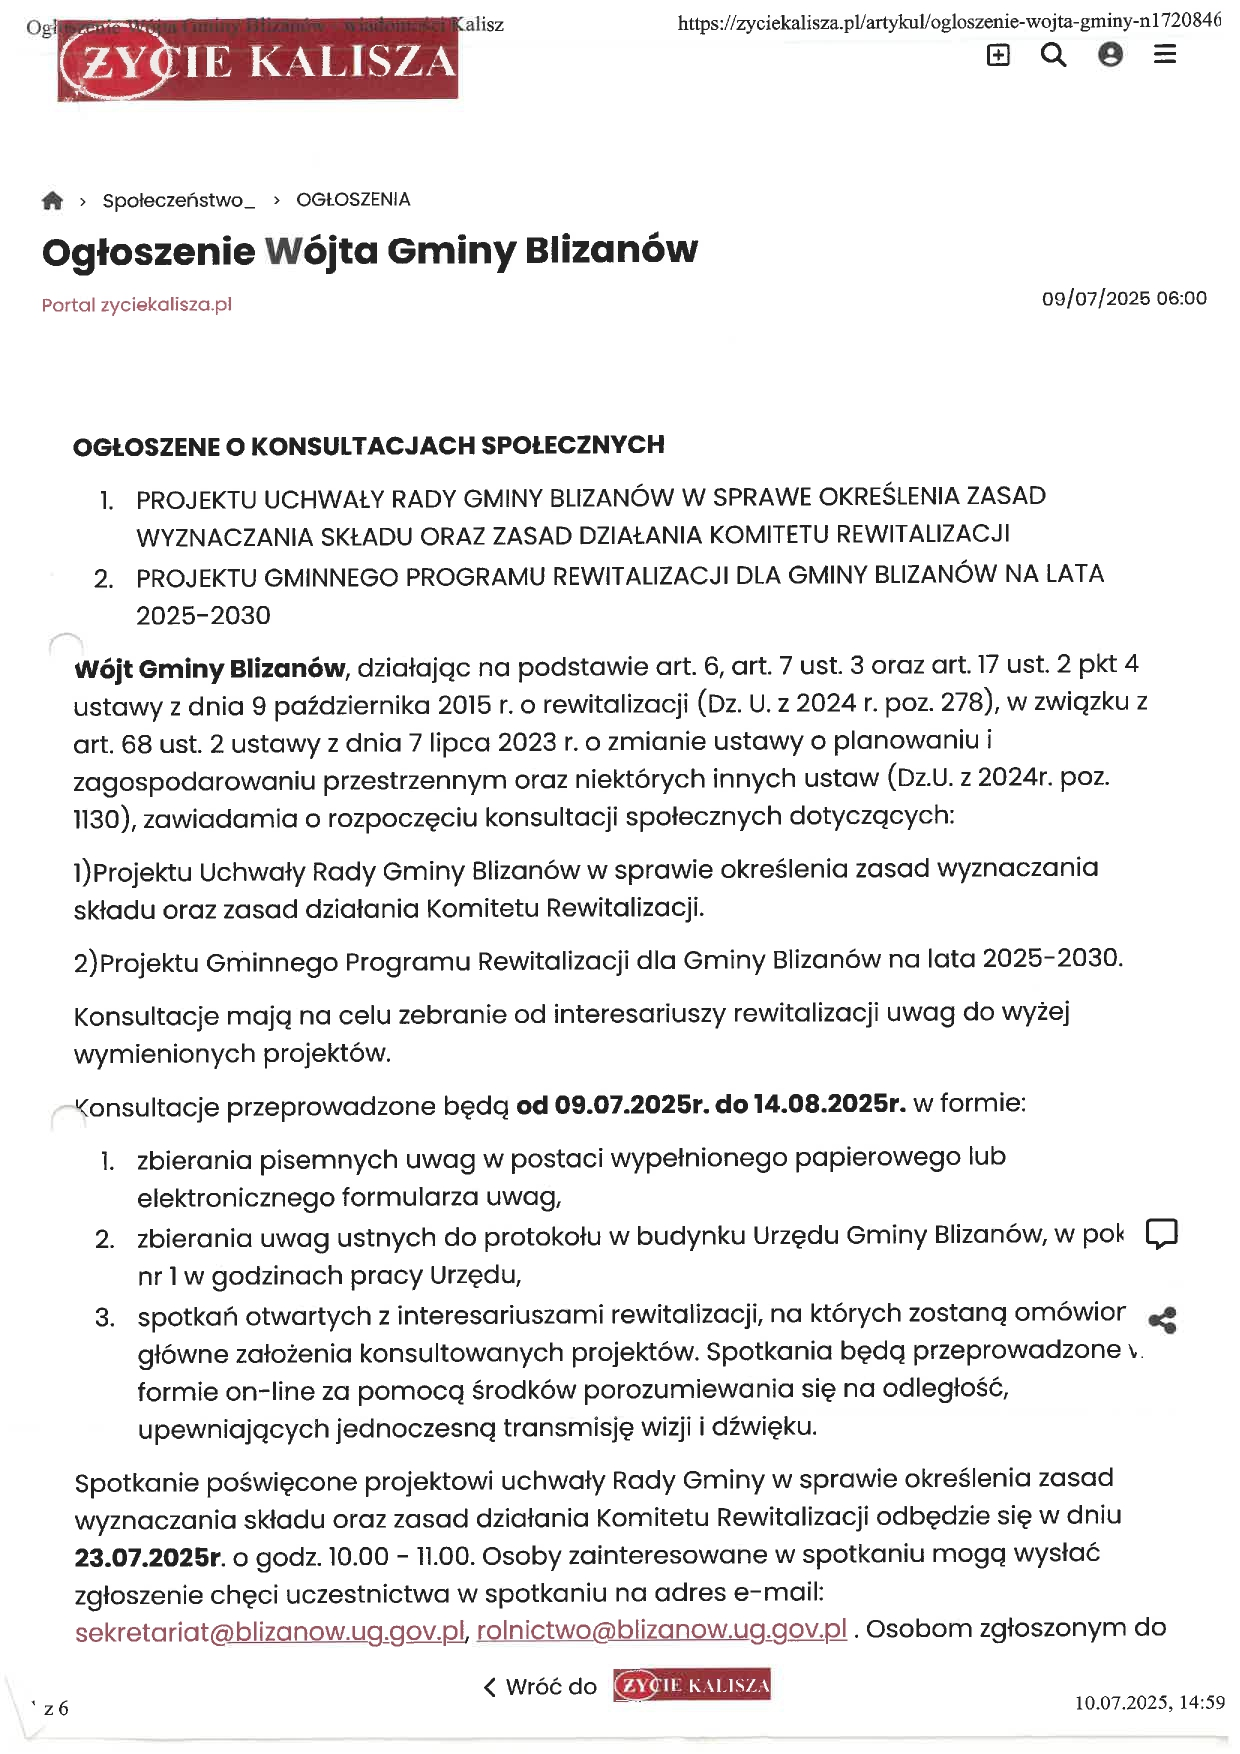 Ogłoszenie Wójta Gminy Blizanów - wiadomości Kalisz
https://zyciekalisza.pl/artykul/ogloszenie-wojta-gminy-n1720846
ŻYCIE KALISZA
Społeczeństwo_ > OGŁOSZENIA
Ogłoszenie Wójta Gminy Blizanów
Portal zyciekalisza.pl
09/07/2025 06:00
OGŁOSZENE O KONSULTACJACH SPOŁECZNYCH
1. PROJEKTU UCHWAŁY RADY GMINY BLIZANÓW W SPRAWE OKREŚLENIA ZASAD
WYZNACZANIA SKŁADU ORAZ ZASAD DZIAŁANIA KOMITETU REWITALIZACJI
2. PROJEKTU GMINNEGO PROGRAMU REWITALIZACJI DLA GMINY BLIZANÓW NA LATA
2025-2030
Wójt Gminy Blizanów, działając na podstawie art. 6, art. 7 ust. 3 oraz art. 17 ust. 2 pkt 4
ustawy z dnia 9 października 2015 r. o rewitalizacji (Dz. U. z 2024 r. poz. 278), w związku z
art. 68 ust. 2 ustawy z dnia 7 lipca 2023 r. o zmianie ustawy o planowaniu i
zagospodarowaniu przestrzennym oraz niektórych innych ustaw (Dz.U. z 2024r. poz.
1130), zawiadamia o rozpoczęciu konsultacji społecznych dotyczących:
1)Projektu Uchwały Rady Gminy Blizanów w sprawie określenia zasad wyznaczania
składu oraz zasad działania Komitetu Rewitalizacji.
2)Projektu Gminnego Programu Rewitalizacji dla Gminy Blizanów na lata 2025-2030.
Konsultacje mają na celu zebranie od interesariuszy rewitalizacji uwag do wyżej
wymienionych projektów.
Konsultacje przeprowadzone będą od 09.07.2025r. do 14.08.2025r. w formie:
1. zbierania pisemnych uwag w postaci wypełnionego papierowego lub
elektronicznego formularza uwag,
2. zbierania uwag ustnych do protokołu w budynku Urzędu Gminy Blizanów, w pok
nr 1 w godzinach pracy Urzędu,
3. spotkań otwartych z interesariuszami rewitalizacji, na których zostaną omówior
główne założenia konsultowanych projektów. Spotkania będą przeprowadzone
formie on-line za pomocą środków porozumiewania się na odległość,
upewniających jednoczesną transmisję wizji i dźwięku.
Spotkanie poświęcone projektowi uchwały Rady Gminy w sprawie określenia zasad
wyznaczania składu oraz zasad działania Komitetu Rewitalizacji odbędzie się w dniu
23.07.2025r. o godz. 10.00 - 11.00. Osoby zainteresowane w spotkaniu mogą wysłać
zgłoszenie chęci uczestnictwa w spotkaniu na adres e-mail:
sekretariat@blizanow.ug.gov.pl, rolnictwo@blizanow.ug.gov.pl . Osobom zgłoszonym do
< Wróć do ŻYCIE KALISZA
z 6
10.07.2025, 14:59